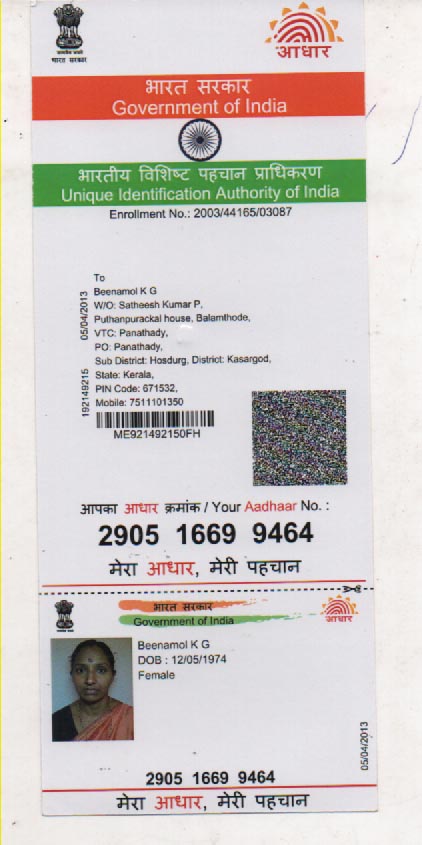 भारत सरकार
आधार
भारत सरकार
Government of India
भारतीय विशिष्ट पहचान प्राधिकरण
Unique Identification Authority of India
Enrollment No.: 2003/44165/03087
05/04/2013
192149215
To
Beenamol K G
W/O: Satheesh Kumar P,
Puthanpurackal house, Balamthode,
VTC: Panathady,
PO: Panathady,
Sub District: Hosdurg, District: Kasargod,
State: Kerala,
PIN Code: 671532,
Mobile: 7511101350
ME921492150FH
आपका आधार क्रमांक / Your Aadhaar No. :
2905 1669 9464
मेरा आधार, मेरी पहचान
भारत सरकार
Government of India
आधार
Beenamol K G
DOB : 12/05/1974
Female
05/04/2013
2905 1669 9464
मेरा आधार, मेरी पहचान